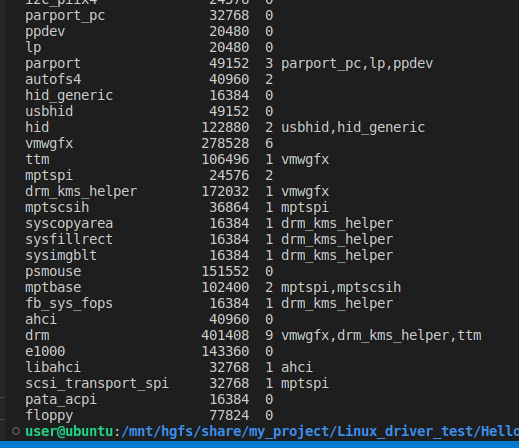 i2c_piix4 24576 0
parport_pc 32768 0
ppdev 20480 0
lp 20480 0
parport 49152 3 parport_pc,lp,ppdev
autofs4 40960 2
hid_generic 16384 0
usbhid 49152 0
hid 122880 2 usbhid,hid_generic
vmwgfx 278528 6
ttm 106496 1 vmwgfx
mptspi 24576 2
drm_kms_helper 172032 1 vmwgfx
mptscsih 36864 1 mptspi
syscopyarea 16384 1 drm_kms_helper
sysfillrect 16384 1 drm_kms_helper
sysimgblt 16384 1 drm_kms_helper
psmouse 151552 0
mptbase 102400 2 mptspi,mptscsih
fb_sys_fops 16384 1 drm_kms_helper
ahci 40960 0
drm 401408 9 vmwgfx,drm_kms_helper,ttm
e1000 143360 0
libahci 32768 1 ahci
scsi_transport_spi 32768 1 mptspi
pata_acpi 16384 0
floppy 77824 0
user@ubuntu:/mnt/hgfs/share/my_project/Linux_driver_test/Hello